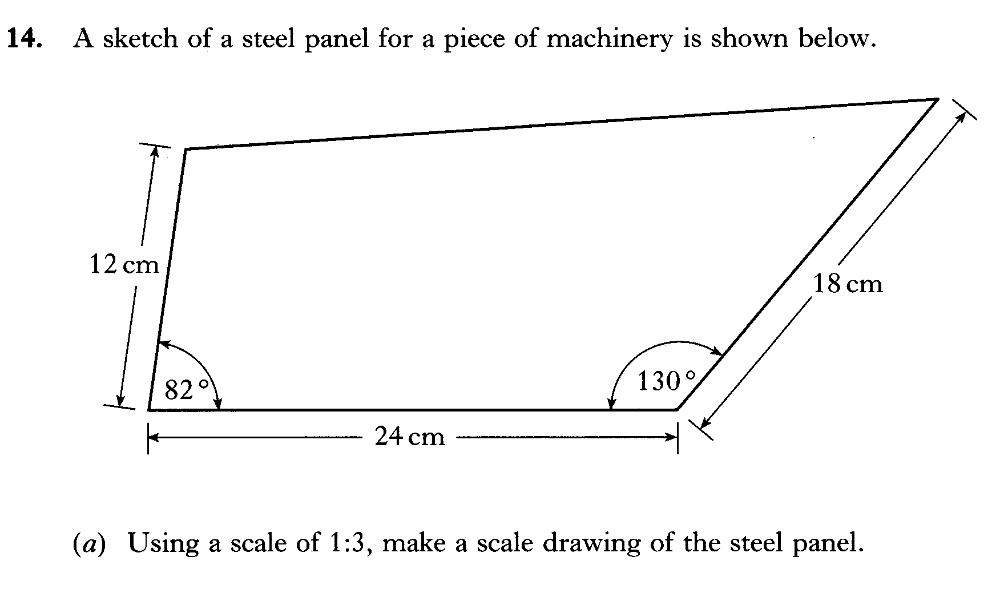 14. A sketch of a steel panel for a piece of machinery is shown below.
12 cm
18 cm
82°
130°
24 cm
(a) Using a scale of 1:3, make a scale drawing of the steel panel.